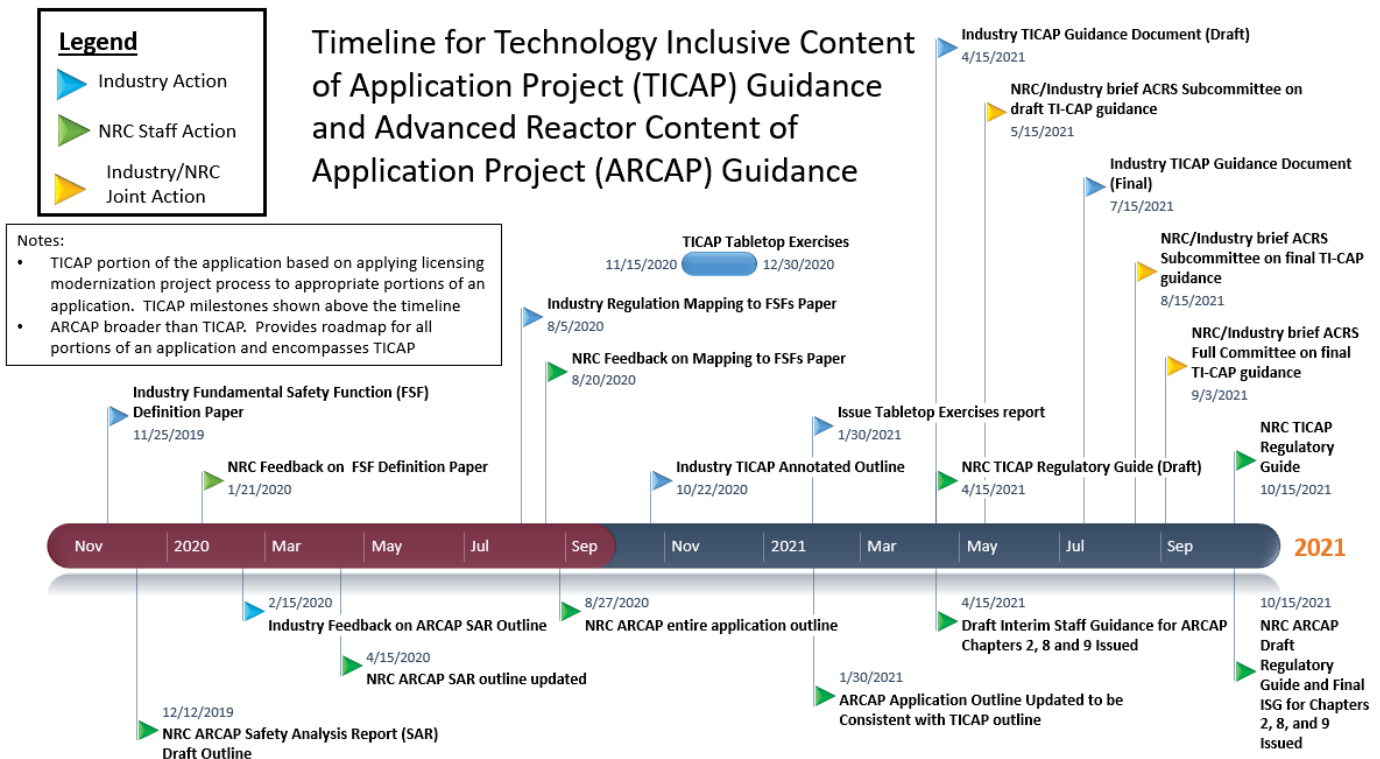 Legend
Industry Action
NRC Staff Action
Industry/NRC
Joint Action
Timeline for Technology Inclusive Content
of Application Project (TICAP) Guidance
and Advanced Reactor Content of
Application Project (ARCAP) Guidance
Notes:
• TICAP portion of the application based on applying licensing
modernization project process to appropriate portions of an
application. TICAP milestones shown above the timeline
• ARCAP broader than TICAP. Provides roadmap for all
portions of an application and encompasses TICAP
Industry Fundamental Safety Function (FSF)
Definition Paper
11/25/2019
NRC Feedback on FSF Definition Paper
1/21/2020
TICAP Tabletop Exercises
11/15/2020 12/30/2020
Industry Regulation Mapping to FSFs Paper
8/5/2020
NRC Feedback on Mapping to FSFs Paper
8/20/2020
Issue Tabletop Exercises report
1/30/2021
Industry TICAP Annotated Outline
10/22/2020
Industry TICAP Guidance Document (Draft)
4/15/2021
NRC/Industry brief ACRS Subcommittee on
draft TI-CAP guidance
5/15/2021
Industry TICAP Guidance Document
(Final)
7/15/2021
NRC/Industry brief ACRS
Subcommittee on final TI-CAP
guidance
8/15/2021
NRC/Industry brief ACRS
Full Committee on final
TI-CAP guidance
9/3/2021
NRC TICAP Regulatory Guide (Draft)
4/15/2021
NRC TICAP
Regulatory
Guide
10/15/2021
Nov 2020 Mar May Jul Sep Nov 2021 Mar May Jul Sep 2021
12/12/2019
NRC ARCAP Safety Analysis Report (SAR)
Draft Outline
2/15/2020
Industry Feedback on ARCAP SAR Outline
4/15/2020
NRC ARCAP SAR outline updated
8/27/2020
NRC ARCAP entire application outline
1/30/2021
ARCAP Application Outline Updated to be
Consistent with TICAP outline
4/15/2021
Draft Interim Staff Guidance for ARCAP
Chapters 2, 8 and 9 Issued
10/15/2021
NRC ARCAP
Draft
Regulatory
Guide and Final
ISG for Chapters
2, 8, and 9
Issued